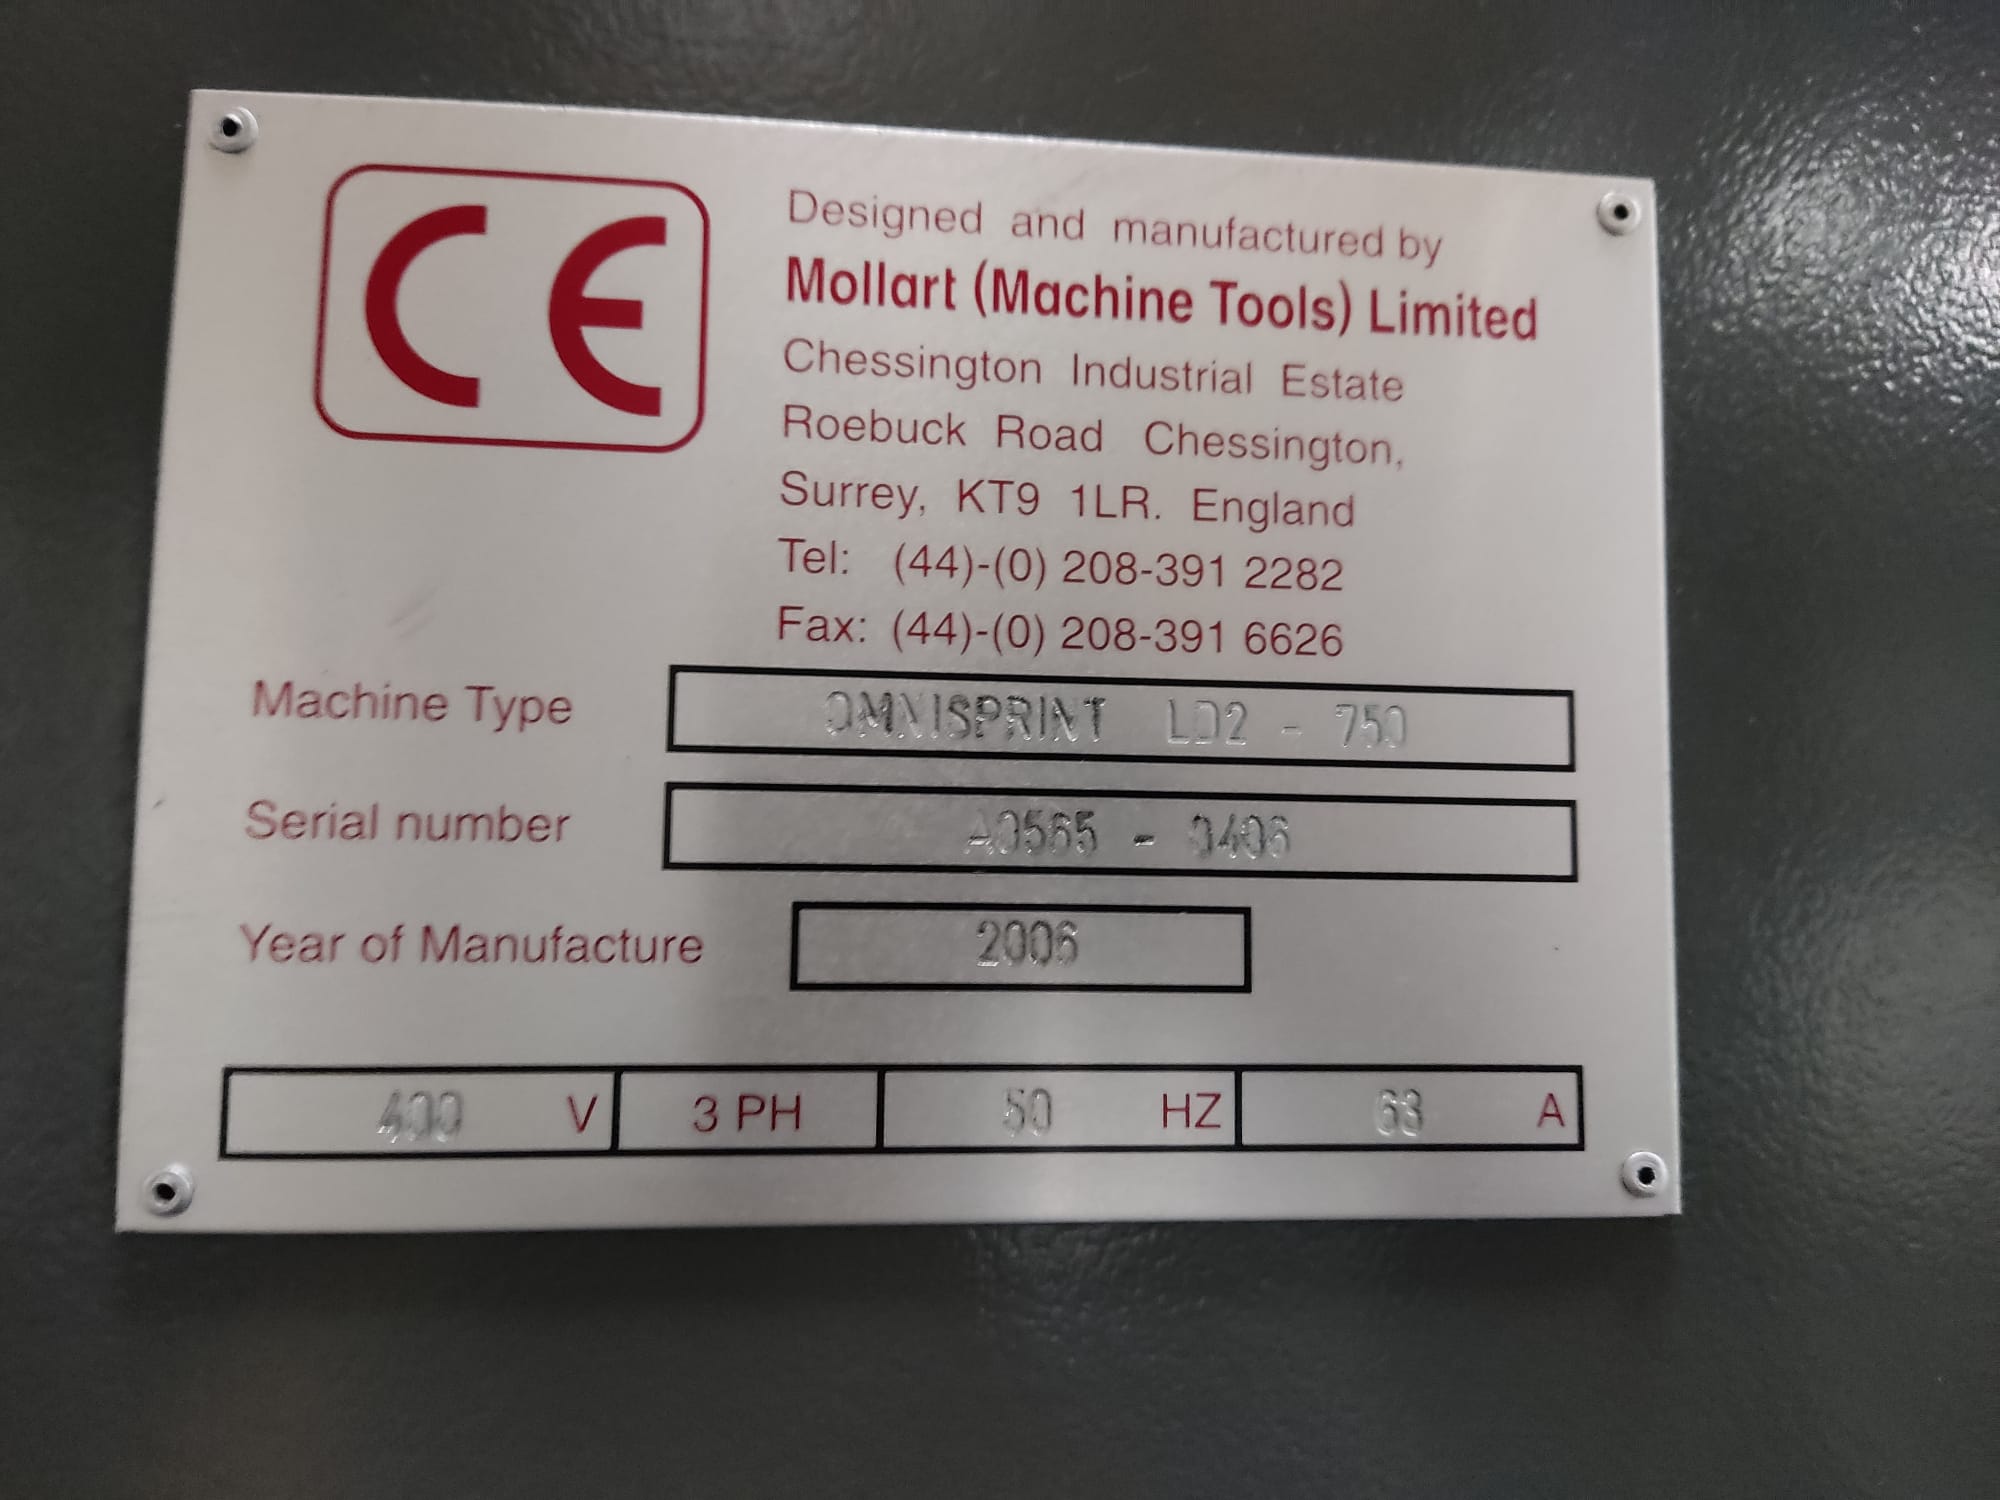 CE
Designed and manufactured by
Mollart (Machine Tools) Limited
Chessington Industrial Estate
Roebuck Road Chessington,
Surrey, KT9 1LR. England
Tel: (44)-(0) 208-391 2282
Fax: (44)-(0) 208-391 6626
Machine Type OMNISPRINT LD2 - 750
Serial number A0565 - 0406
Year of Manufacture 2006
400 V 3 PH 50 HZ 63 A